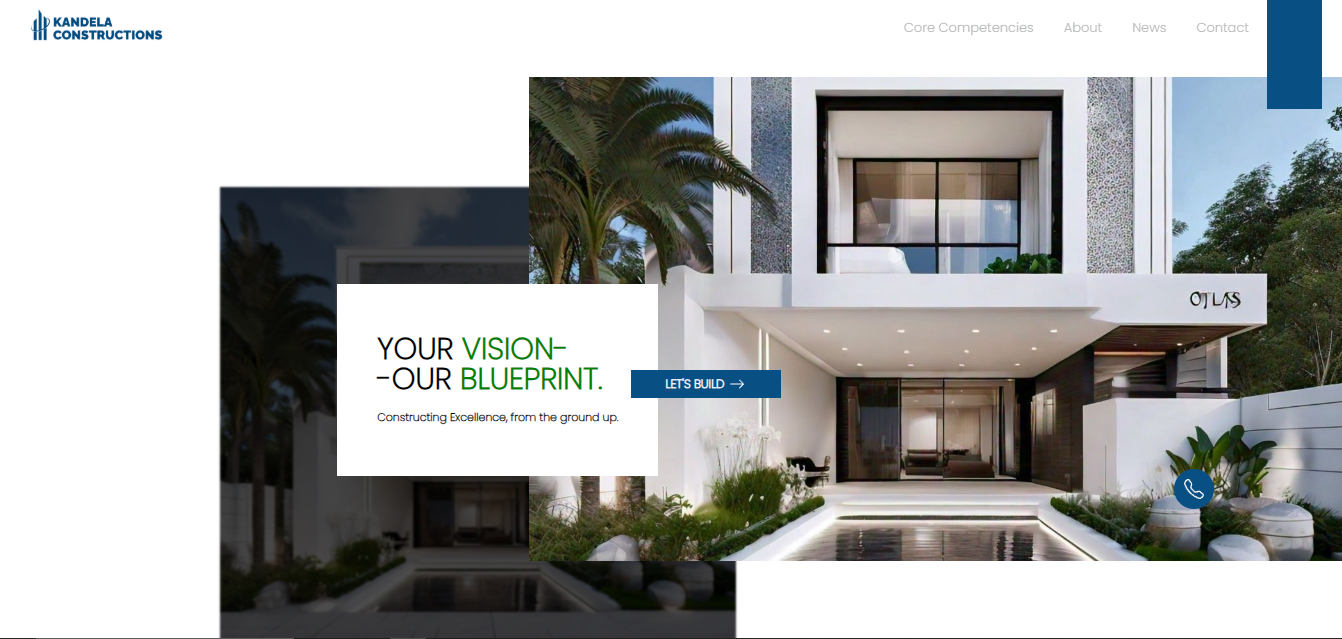 KANDELA
CONSTRUCTIONS
Core Competencies About News Contact
YOUR VISION–
–OUR BLUEPRINT.
LET'S BUILD →
Constructing Excellence, from the ground up.